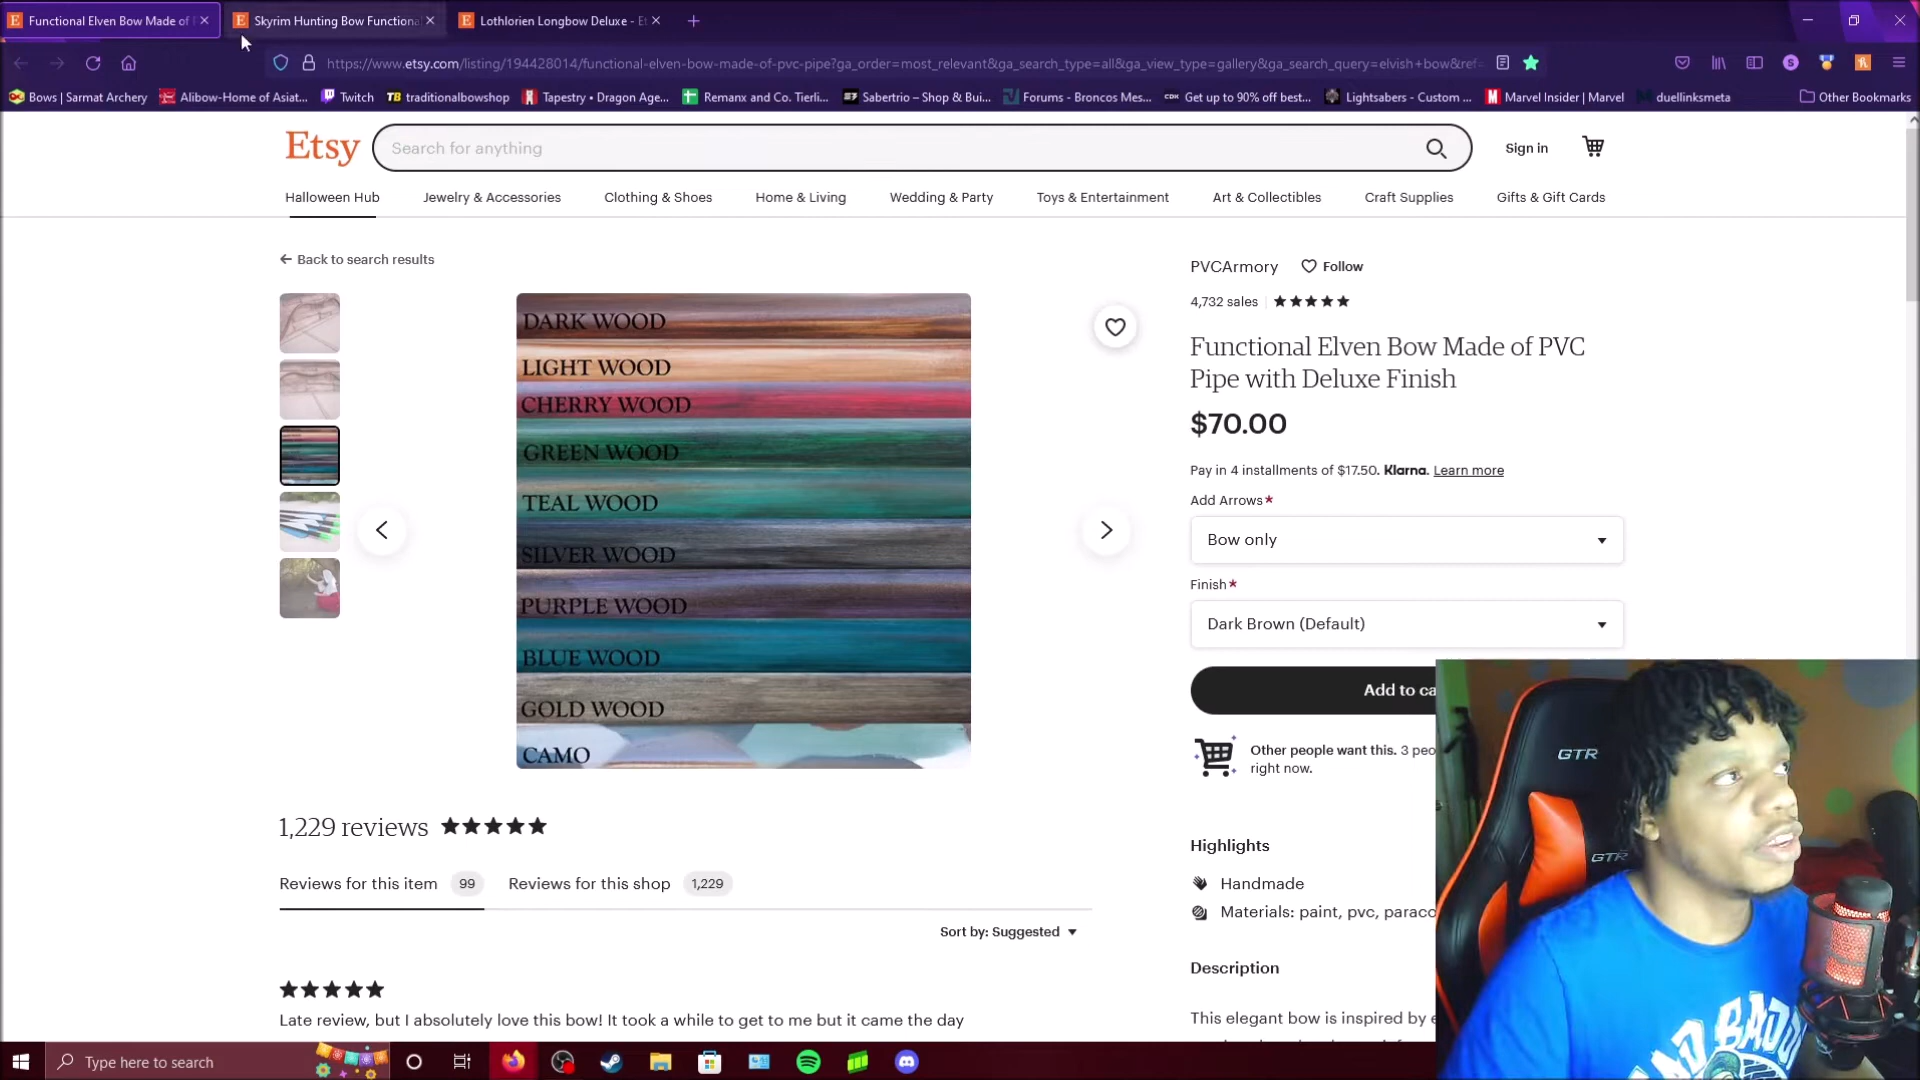 Functional Elven Bow Made of
Skyrim Hunting Bow Functiona
Lothlorien Longbow Deluxe - Et
https://www.etsy.com/listing/194428014/functional-elven-bow-made-of-pvc-pipe?ga_order=most_relevant&ga_search_type=all&ga_view_type=gallery&ga_search_query=elvish+bow&ref=
Bows | Sarmat Archery
Alibow-Home of Asiat...
Twitch
TB traditionalbowshop
Tapestry • Dragon Age...
Remanx and Co. Tierli...
Sabertrio – Shop & Bui...
Forums - Broncos Mes...
Get up to 90% off best...
Lightsabers - Custom ...
Marvel Insider | Marvel
duellinksmeta
Other Bookmarks
Etsy
Search for anything
Sign in
Halloween Hub
Jewelry & Accessories
Clothing & Shoes
Home & Living
Wedding & Party
Toys & Entertainment
Art & Collectibles
Craft Supplies
Gifts & Gift Cards
Back to search results
DARK WOOD
LIGHT WOOD
CHERRY WOOD
GREEN WOOD
TEAL WOOD
SILVER WOOD
PURPLE WOOD
BLUE WOOD
GOLD WOOD
CAMO
PVCArmory
Follow
4,732 sales
Functional Elven Bow Made of PVC
Pipe with Deluxe Finish
$70.00
Pay in 4 installments of $17.50. Klarna. Learn more
Add Arrows*
Bow only
Finish*
Dark Brown (Default)
Add to ca
Other people want this. 3 peo
right now.
Highlights
Handmade
Materials: paint, pvc, paraco
Description
This elegant bow is inspired by e
1,229 reviews
Reviews for this item 99
Reviews for this shop 1,229
Sort by: Suggested
Late review, but I absolutely love this bow! It took a while to get to me but it came the day
GTR
GTR
Type here to search